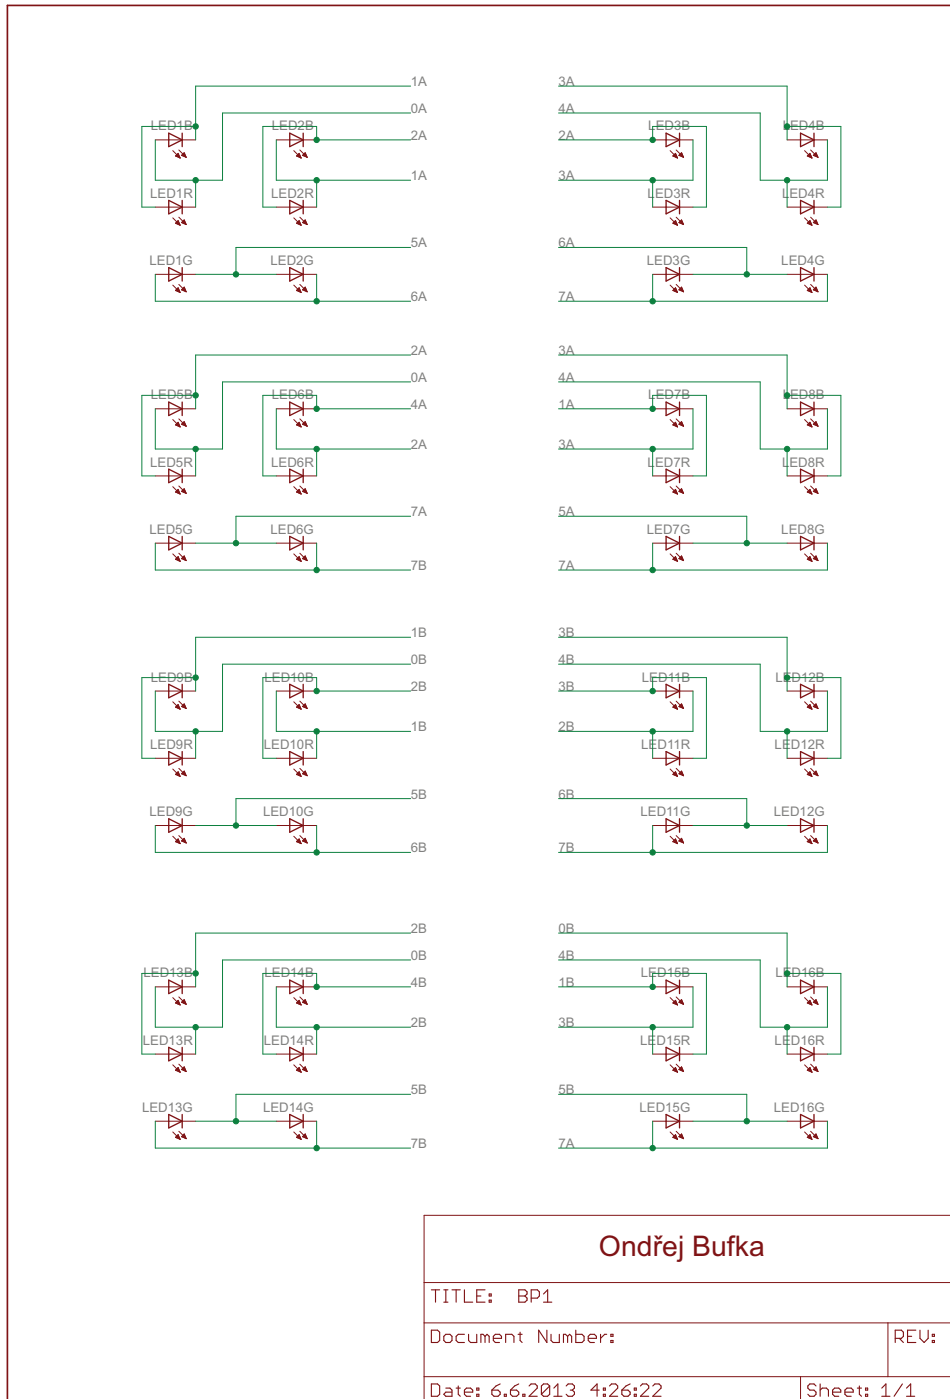 1A 3A
0A 4A
LED1B LED2B 2A 2A LED3B LED4B
1A 3A
LED1R LED2R LED3R LED4R
5A 6A
LED1G LED2G LED3G LED4G
6A 7A
2A 3A
0A 4A
LED5B LED6B 4A 1A LED7B LED8B
2A 3A
LED5R LED6R LED7R LED8R
7A 5A
LED5G LED6G LED7G LED8G
7B 7A
1B 3B
0B 4B
LED9B LED10B 2B 3B LED11B LED12B
1B 2B
LED9R LED10R LED11R LED12R
5B 6B
LED9G LED10G LED11G LED12G
6B 7B
2B 0B
0B 4B
LED13B LED14B 4B 1B LED15B LED16B
2B 3B
LED13R LED14R LED15R LED16R
5B 5B
LED13G LED14G LED15G LED16G
7B 7A
Ondřej Bufka
TITLE: BP1
Document Number: REV:
Date: 6.6.2013 4:26:22 Sheet: 1/1